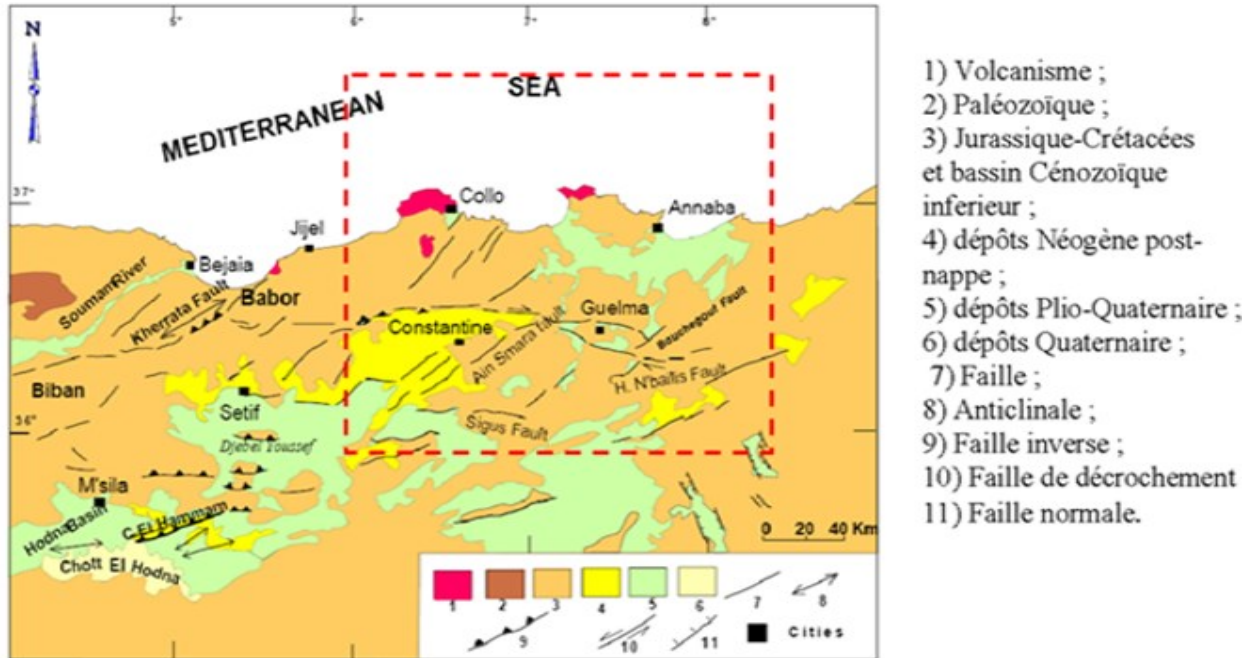 5°
6°
7°
8°
N
SEA
MEDITERRANEAN
37°
Collo
Annaba
Jijel
Bejaia
Soumam River
Kherrata Fault
Babor
Constantine
Guelma
Ain Smara fault
Bouchegouf Fault
Biban
H. N'bails Fault
Setif
36°
Sigus Fault
Djebel Youssef
M'sila
Hodna Basin
C.El Hammam
Chott El Hodna
0 20 40 Km
1 2 3 4 5 6 7 8
9 10 11 Cities
1) Volcanisme ;
2) Paléozoïque ;
3) Jurassique-Crétacées
et bassin Cénozoïque
inferieur ;
4) dépôts Néogène post-
nappe ;
5) dépôts Plio-Quaternaire ;
6) dépôts Quaternaire ;
7) Faille ;
8) Anticlinale ;
9) Faille inverse ;
10) Faille de décrochement
11) Faille normale.